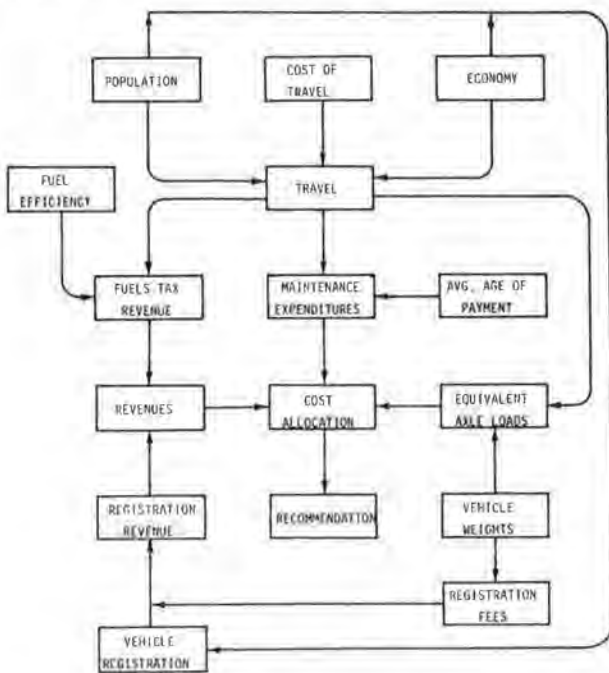 POPULATION
COST OF
TRAVEL
ECONOMY
FUEL
EFFICIENCY
TRAVEL
FUELS TAX
REVENUE
MAINTENANCE
EXPENDITURES
AVG. AGE OF
PAYMENT
REVENUES
COST
ALLOCATION
EQUIVALENT
AXLE LOADS
REGISTRATION
REVENUE
RECOMMENDATION
VEHICLE
WEIGHTS
REGISTRATION
FEES
VEHICLE
REGISTRATION